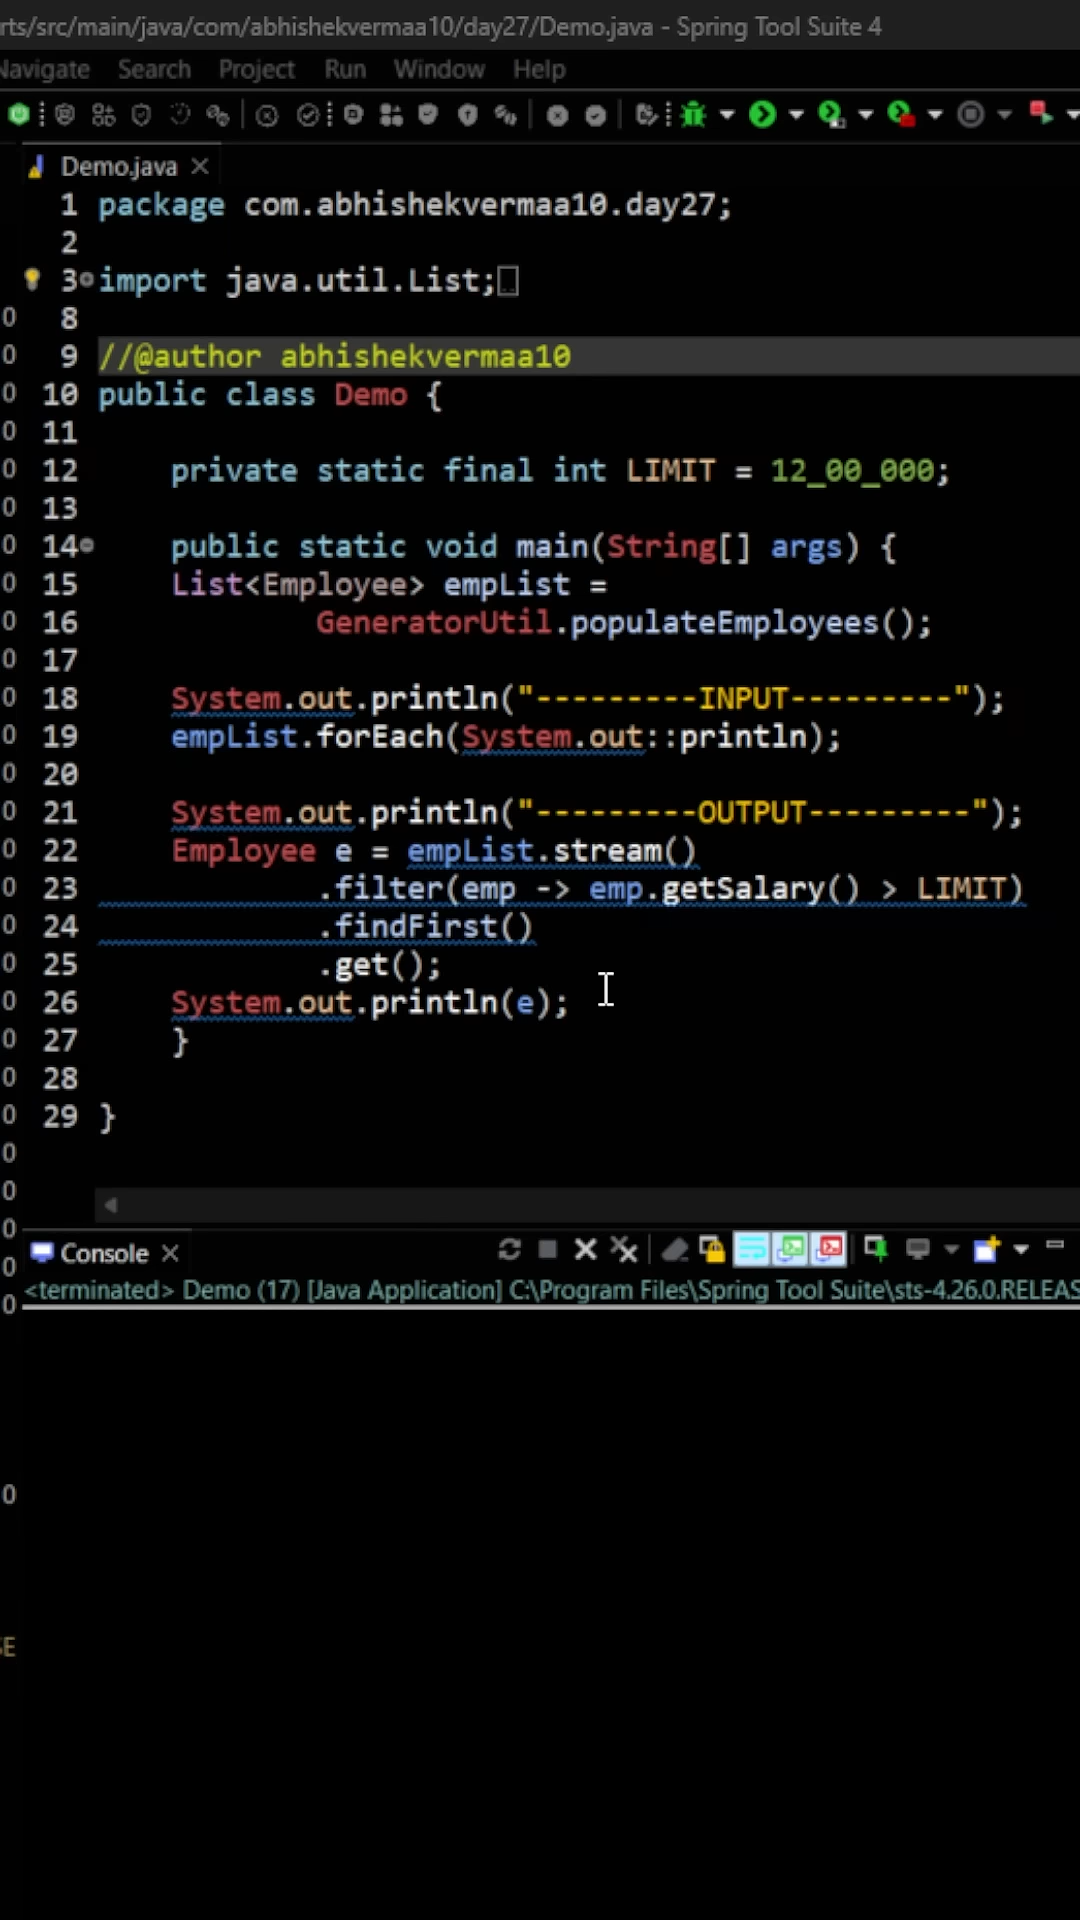 rts/src/main/java/com/abhishekvermaa10/day27/Demo.java - Spring Tool Suite 4
Navigate Search Project Run Window Help
Demo.java
1 package com.abhishekvermaa10.day27;
2
3 import java.util.List;
8
9 //@author abhishekvermaa10
10 public class Demo {
11
12 private static final int LIMIT = 12_00_000;
13
14 public static void main(String[] args) {
15 List<Employee> empList =
16 GeneratorUtil.populateEmployees();
17
18 System.out.println("---------INPUT---------");
19 empList.forEach(System.out::println);
20
21 System.out.println("---------OUTPUT---------");
22 Employee e = empList.stream()
23 .filter(emp -> emp.getSalary() > LIMIT)
24 .findFirst()
25 .get();
26 System.out.println(e);
27 }
28
29 }
Console
<terminated> Demo (17) [Java Application] C:\Program Files\Spring Tool Suite\sts-4.26.0.RELEAS